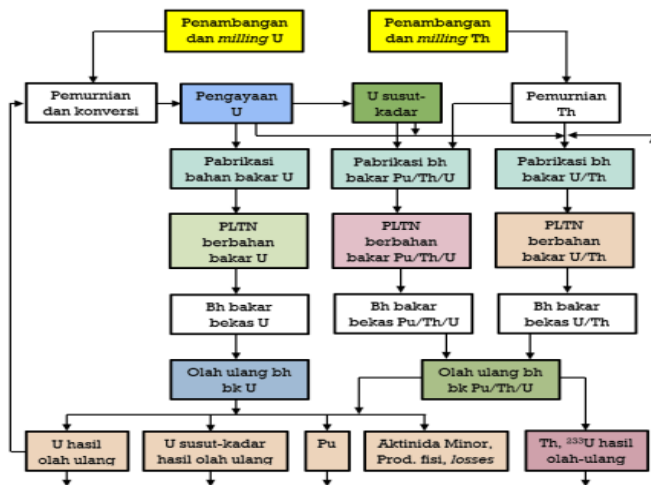 Penambangan
dan milling U
Penambangan
dan milling Th
Pemurnian
dan konversi
Pengayaan
U
U susut-
kadar
Pemurnian
Th
Pabrikasi
bahan bakar U
Pabrikasi bh
bakar Pu/Th/U
Pabrikasi bh
bakar U/Th
PLTN
berbahan
bakar U
PLTN
berbahan
bakar Pu/Th/U
PLTN
berbahan
bakar U/Th
Bh bakar
bekas U
Bh bakar
bekas Pu/Th/U
Bh bakar
bekas U/Th
Olah ulang bh
bk U
Olah ulang bh
bk Pu/Th/U
U hasil
olah ulang
U susut-kadar
hasil olah ulang
Pu
Aktinida Minor,
Prod. fisi, losses
Th, ²³³U hasil
olah-ulang